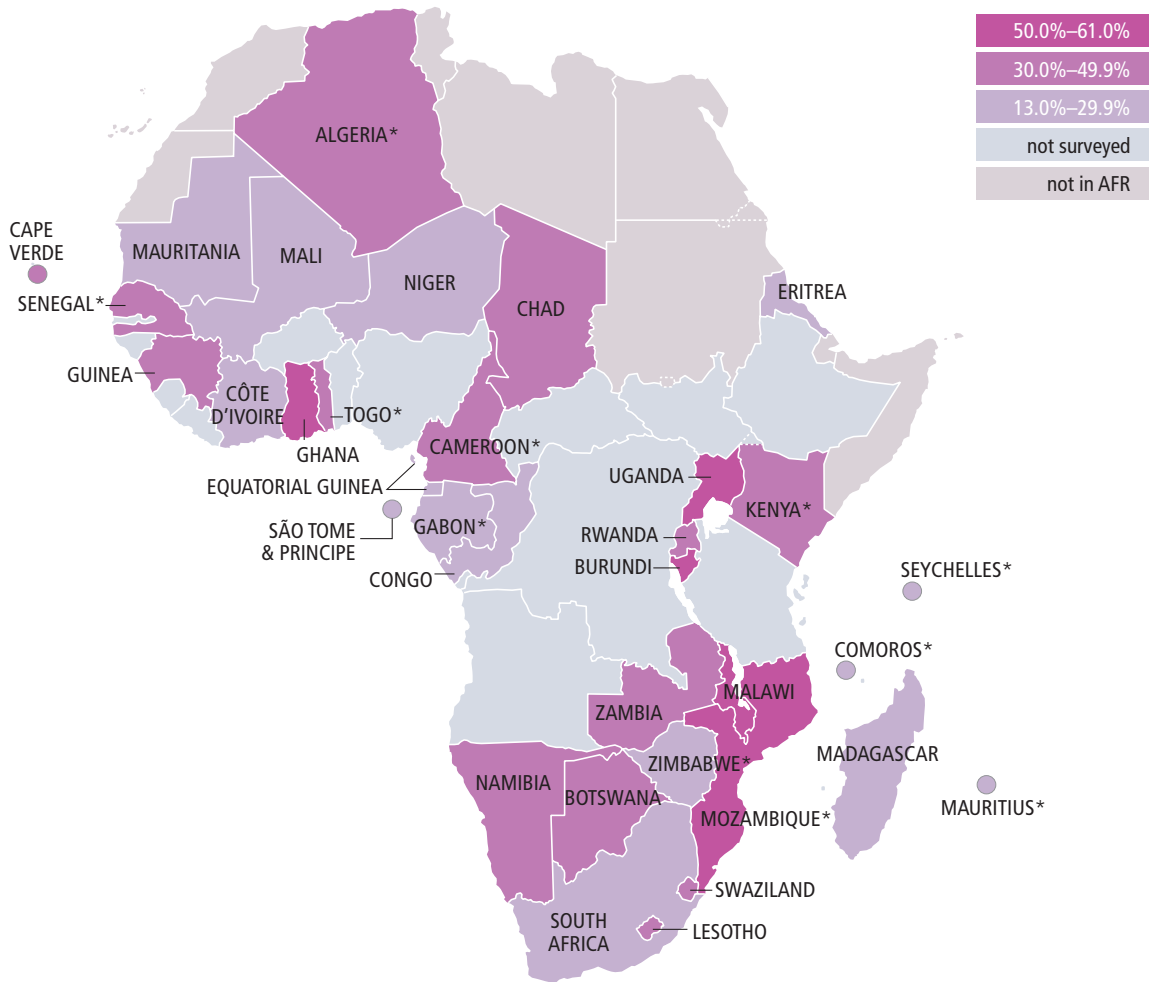 50.0%–61.0%
30.0%–49.9%
13.0%–29.9%
not surveyed
not in AFR
ALGERIA*
CAPE
VERDE
MAURITANIA
MALI
NIGER
CHAD
ERITREA
SENEGAL*
GUINEA
CÔTE
D'IVOIRE
TOGO*
GHANA
CAMEROON*
EQUATORIAL GUINEA
UGANDA
KENYA*
GABON*
SÃO TOME
& PRINCIPE
RWANDA
BURUNDI
CONGO
SEYCHELLES*
COMOROS*
MALAWI
ZAMBIA
MADAGASCAR
ZIMBABWE*
NAMIBIA
BOTSWANA
MAURITIUS*
MOZAMBIQUE*
SWAZILAND
SOUTH
AFRICA
LESOTHO